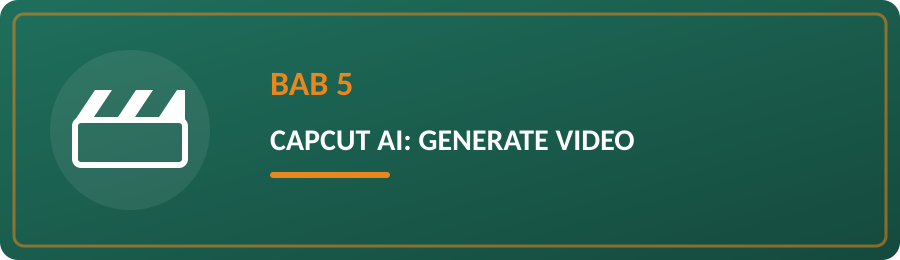 BAB 5
CAPCUT AI: GENERATE VIDEO